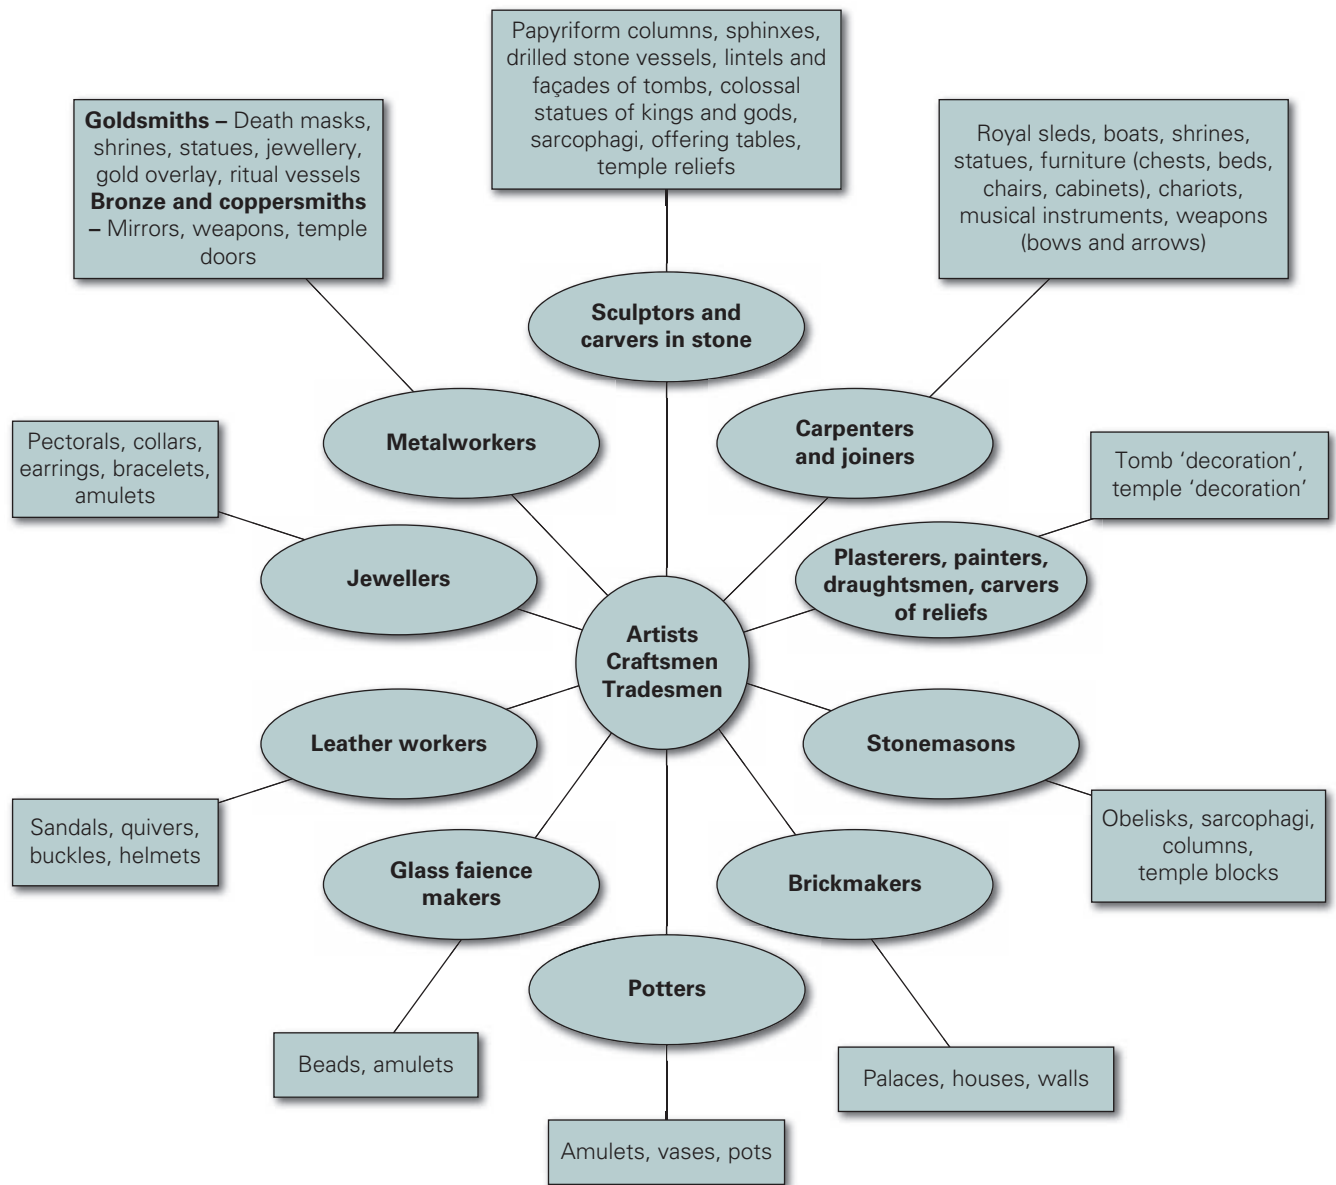 Papyriform columns, sphinxes,
drilled stone vessels, lintels and
façades of tombs, colossal
statues of kings and gods,
sarcophagi, offering tables,
temple reliefs
Goldsmiths – Death masks,
shrines, statues, jewellery,
gold overlay, ritual vessels
Bronze and coppersmiths
– Mirrors, weapons, temple
doors
Royal sleds, boats, shrines,
statues, furniture (chests, beds,
chairs, cabinets), chariots,
musical instruments, weapons
(bows and arrows)
Sculptors and
carvers in stone
Metalworkers
Carpenters
and joiners
Pectorals, collars,
earrings, bracelets,
amulets
Tomb ‘decoration’,
temple ‘decoration’
Jewellers
Plasterers, painters,
draughtsmen, carvers
of reliefs
Artists
Craftsmen
Tradesmen
Leather workers
Stonemasons
Sandals, quivers,
buckles, helmets
Obelisks, sarcophagi,
columns,
temple blocks
Glass faience
makers
Brickmakers
Potters
Beads, amulets
Palaces, houses, walls
Amulets, vases, pots